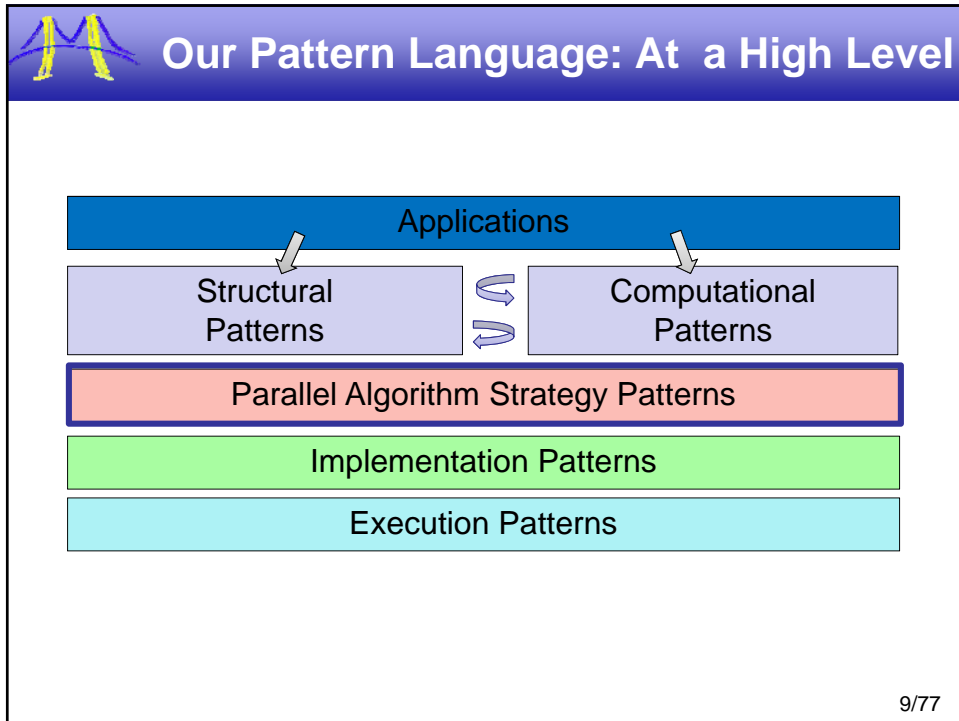 Our Pattern Language: At a High Level
Applications
Structural
Patterns
Computational
Patterns
Parallel Algorithm Strategy Patterns
Implementation Patterns
Execution Patterns
9/77